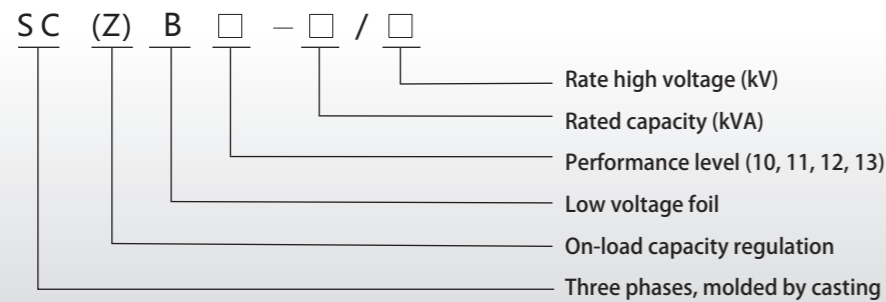 SC (Z) B □ – □ / □
Rate high voltage (kV)
Rated capacity (kVA)
Performance level (10, 11, 12, 13)
Low voltage foil
On-load capacity regulation
Three phases, molded by casting